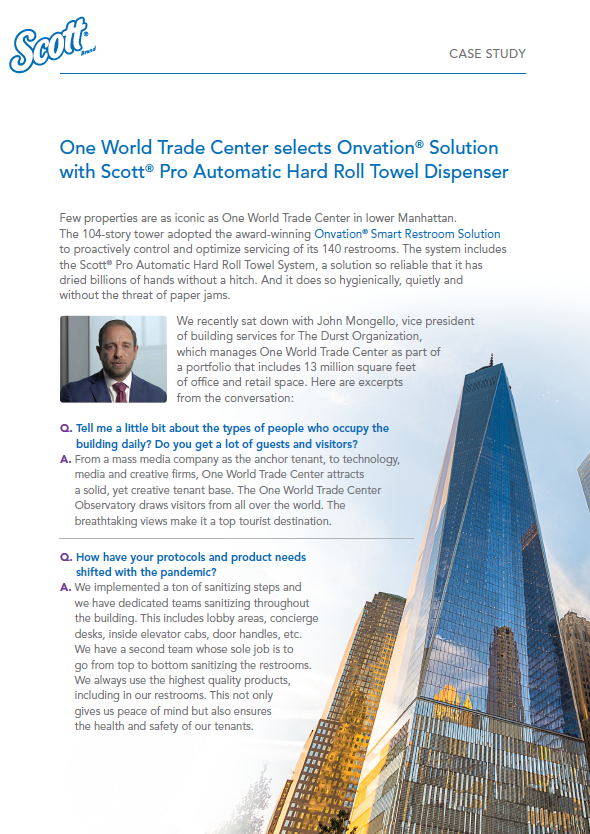 Scott®
Brand
CASE STUDY
One World Trade Center selects Onvation® Solution
with Scott® Pro Automatic Hard Roll Towel Dispenser
Few properties are as iconic as One World Trade Center in lower Manhattan.
The 104-story tower adopted the award-winning Onvation® Smart Restroom Solution
to proactively control and optimize servicing of its 140 restrooms. The system includes
the Scott® Pro Automatic Hard Roll Towel System, a solution so reliable that it has
dried billions of hands without a hitch. And it does so hygienically, quietly and
without the threat of paper jams.
We recently sat down with John Mongello, vice president
of building services for The Durst Organization,
which manages One World Trade Center as part of
a portfolio that includes 13 million square feet
of office and retail space. Here are excerpts
from the conversation:
Q. Tell me a little bit about the types of people who occupy the
building daily? Do you get a lot of guests and visitors?
A. From a mass media company as the anchor tenant, to technology,
media and creative firms, One World Trade Center attracts
a solid, yet creative tenant base. The One World Trade Center
Observatory draws visitors from all over the world. The
breathtaking views make it a top tourist destination.
Q. How have your protocols and product needs
shifted with the pandemic?
A. We implemented a ton of sanitizing steps and
we have dedicated teams sanitizing throughout
the building. This includes lobby areas, concierge
desks, inside elevator cabs, door handles, etc.
We have a second team whose sole job is to
go from top to bottom sanitizing the restrooms.
We always use the highest quality products,
including in our restrooms. This not only
gives us peace of mind but also ensures
the health and safety of our tenants.